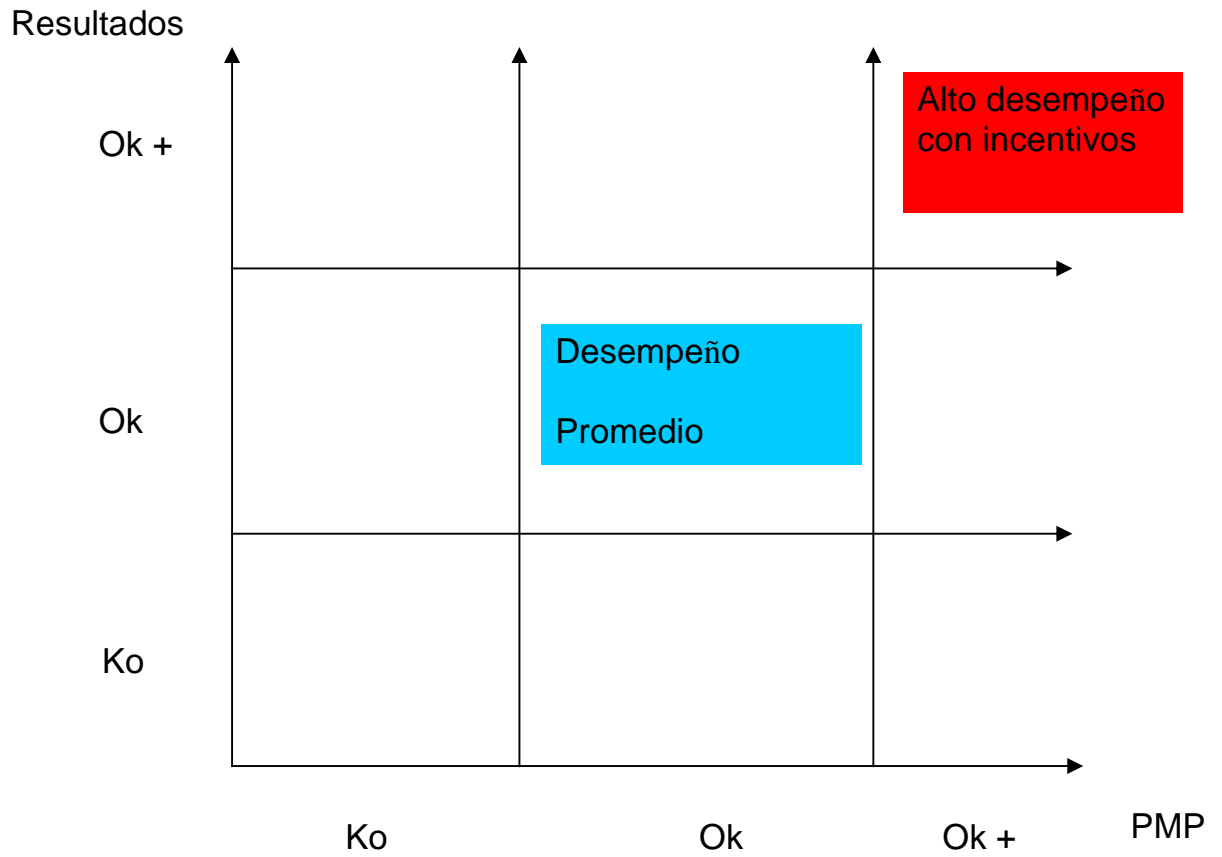 Resultados
Alto desempeño
con incentivos
Ok +
Desempeño
Promedio
Ok
Ko
Ko
Ok
Ok +
PMP